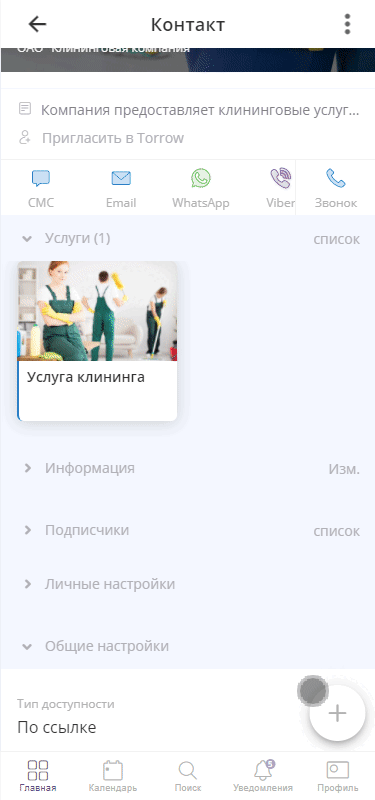 Контакт
ОАО "Клининговая компания"
Компания предоставляет клининговые услуг...
Пригласить в Torrow
СМС
Email
WhatsApp
Viber
Звонок
Услуги (1)
список
Услуга клининга
Информация
Изм.
Подписчики
список
Личные настройки
Общие настройки
Тип доступности
По ссылке
5
Главная
Календарь
Поиск
Уведомления
Профиль